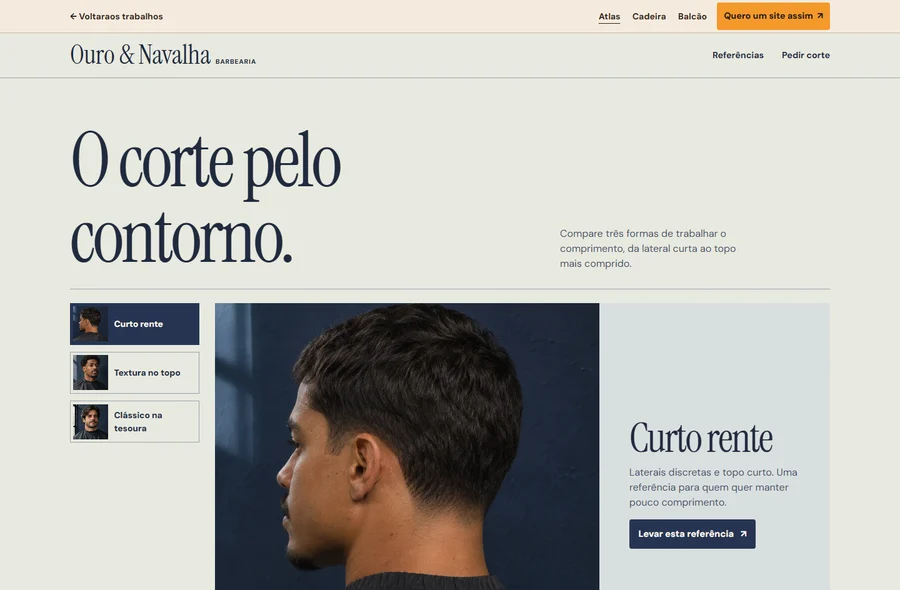 ← Voltaraos trabalhos
Atlas
Cadeira
Balcão
Quero um site assim ↗
Ouro & Navalha BARBEARIA
Referências
Pedir corte
O corte pelo
contorno.
Compare três formas de trabalhar o
comprimento, da lateral curta ao topo
mais comprido.
Curto rente
Textura no topo
Clássico na
tesoura
Curto rente
Laterais discretas e topo curto. Uma
referência para quem quer manter
pouco comprimento.
Levar esta referência ↗